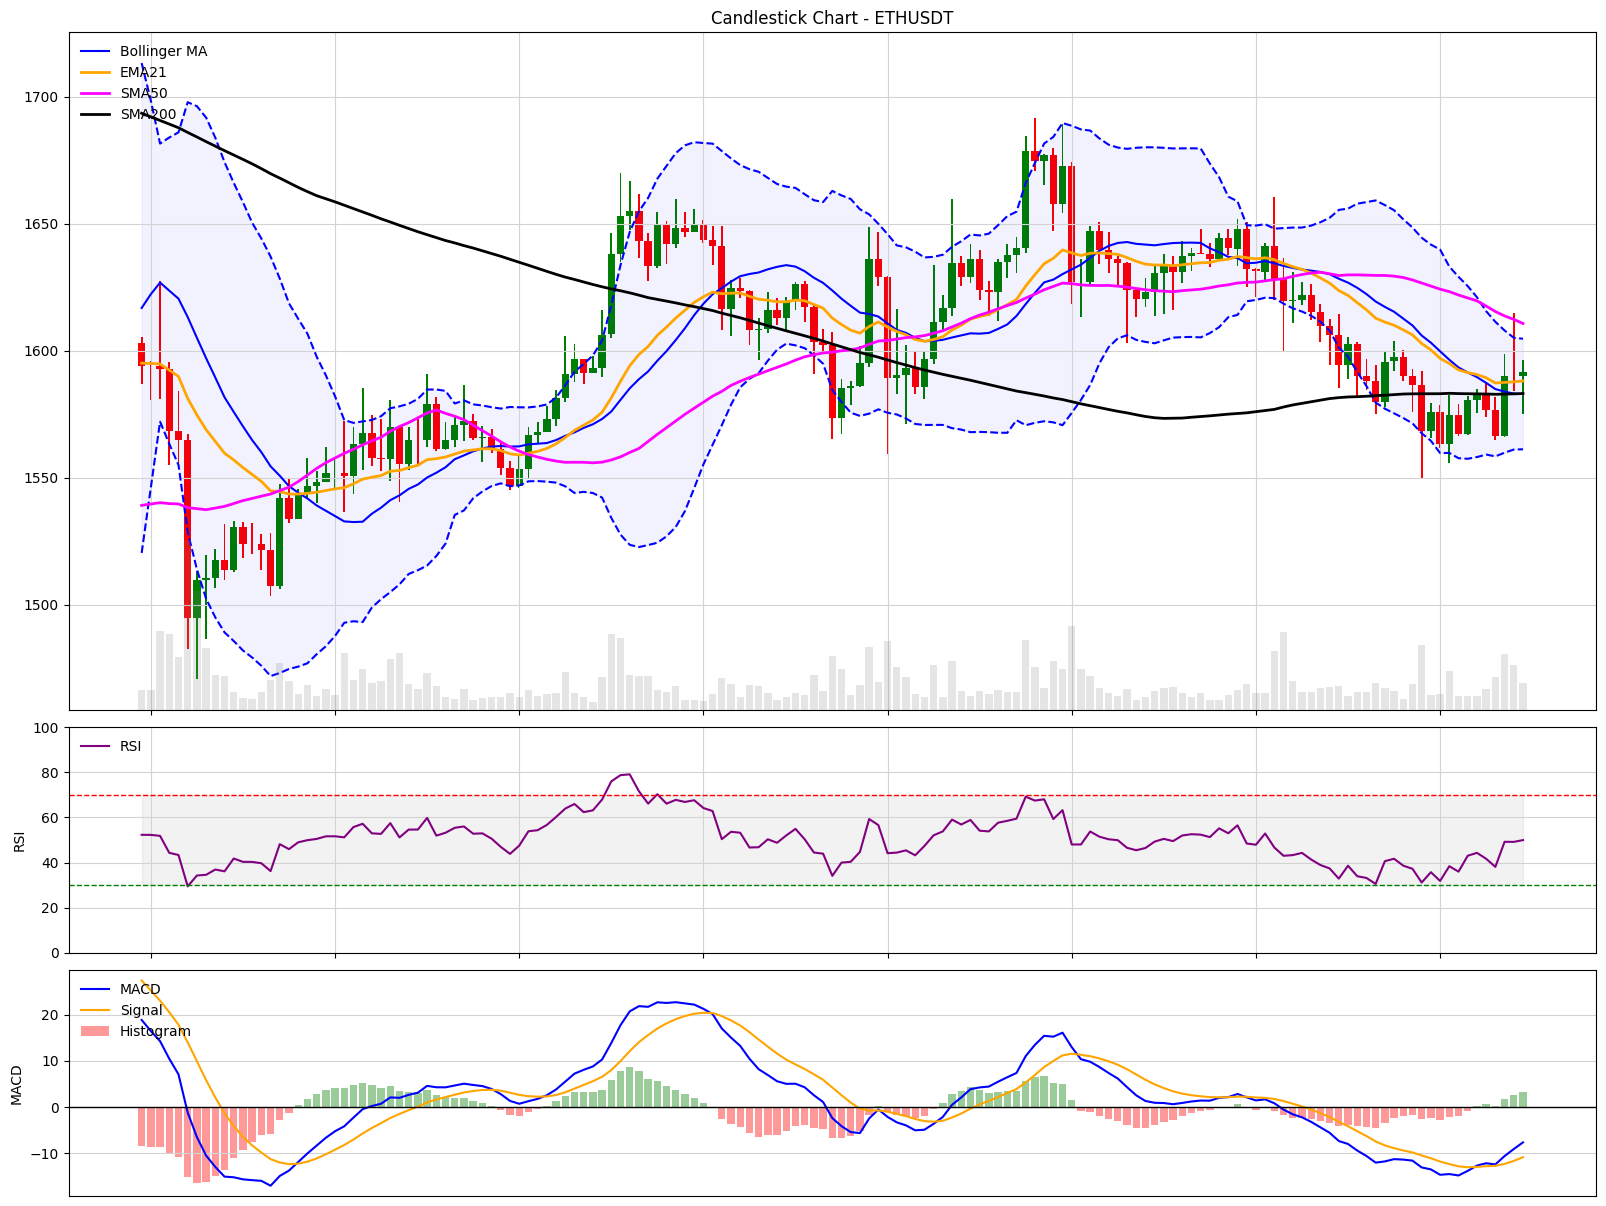 Candlestick Chart - ETHUSDT
Bollinger MA
EMA21
SMA50
SMA200
1700
1650
1600
1550
1500
RSI
100
80
60
40
20
0
RSI
MACD
Signal
Histogram
20
10
0
−10
MACD